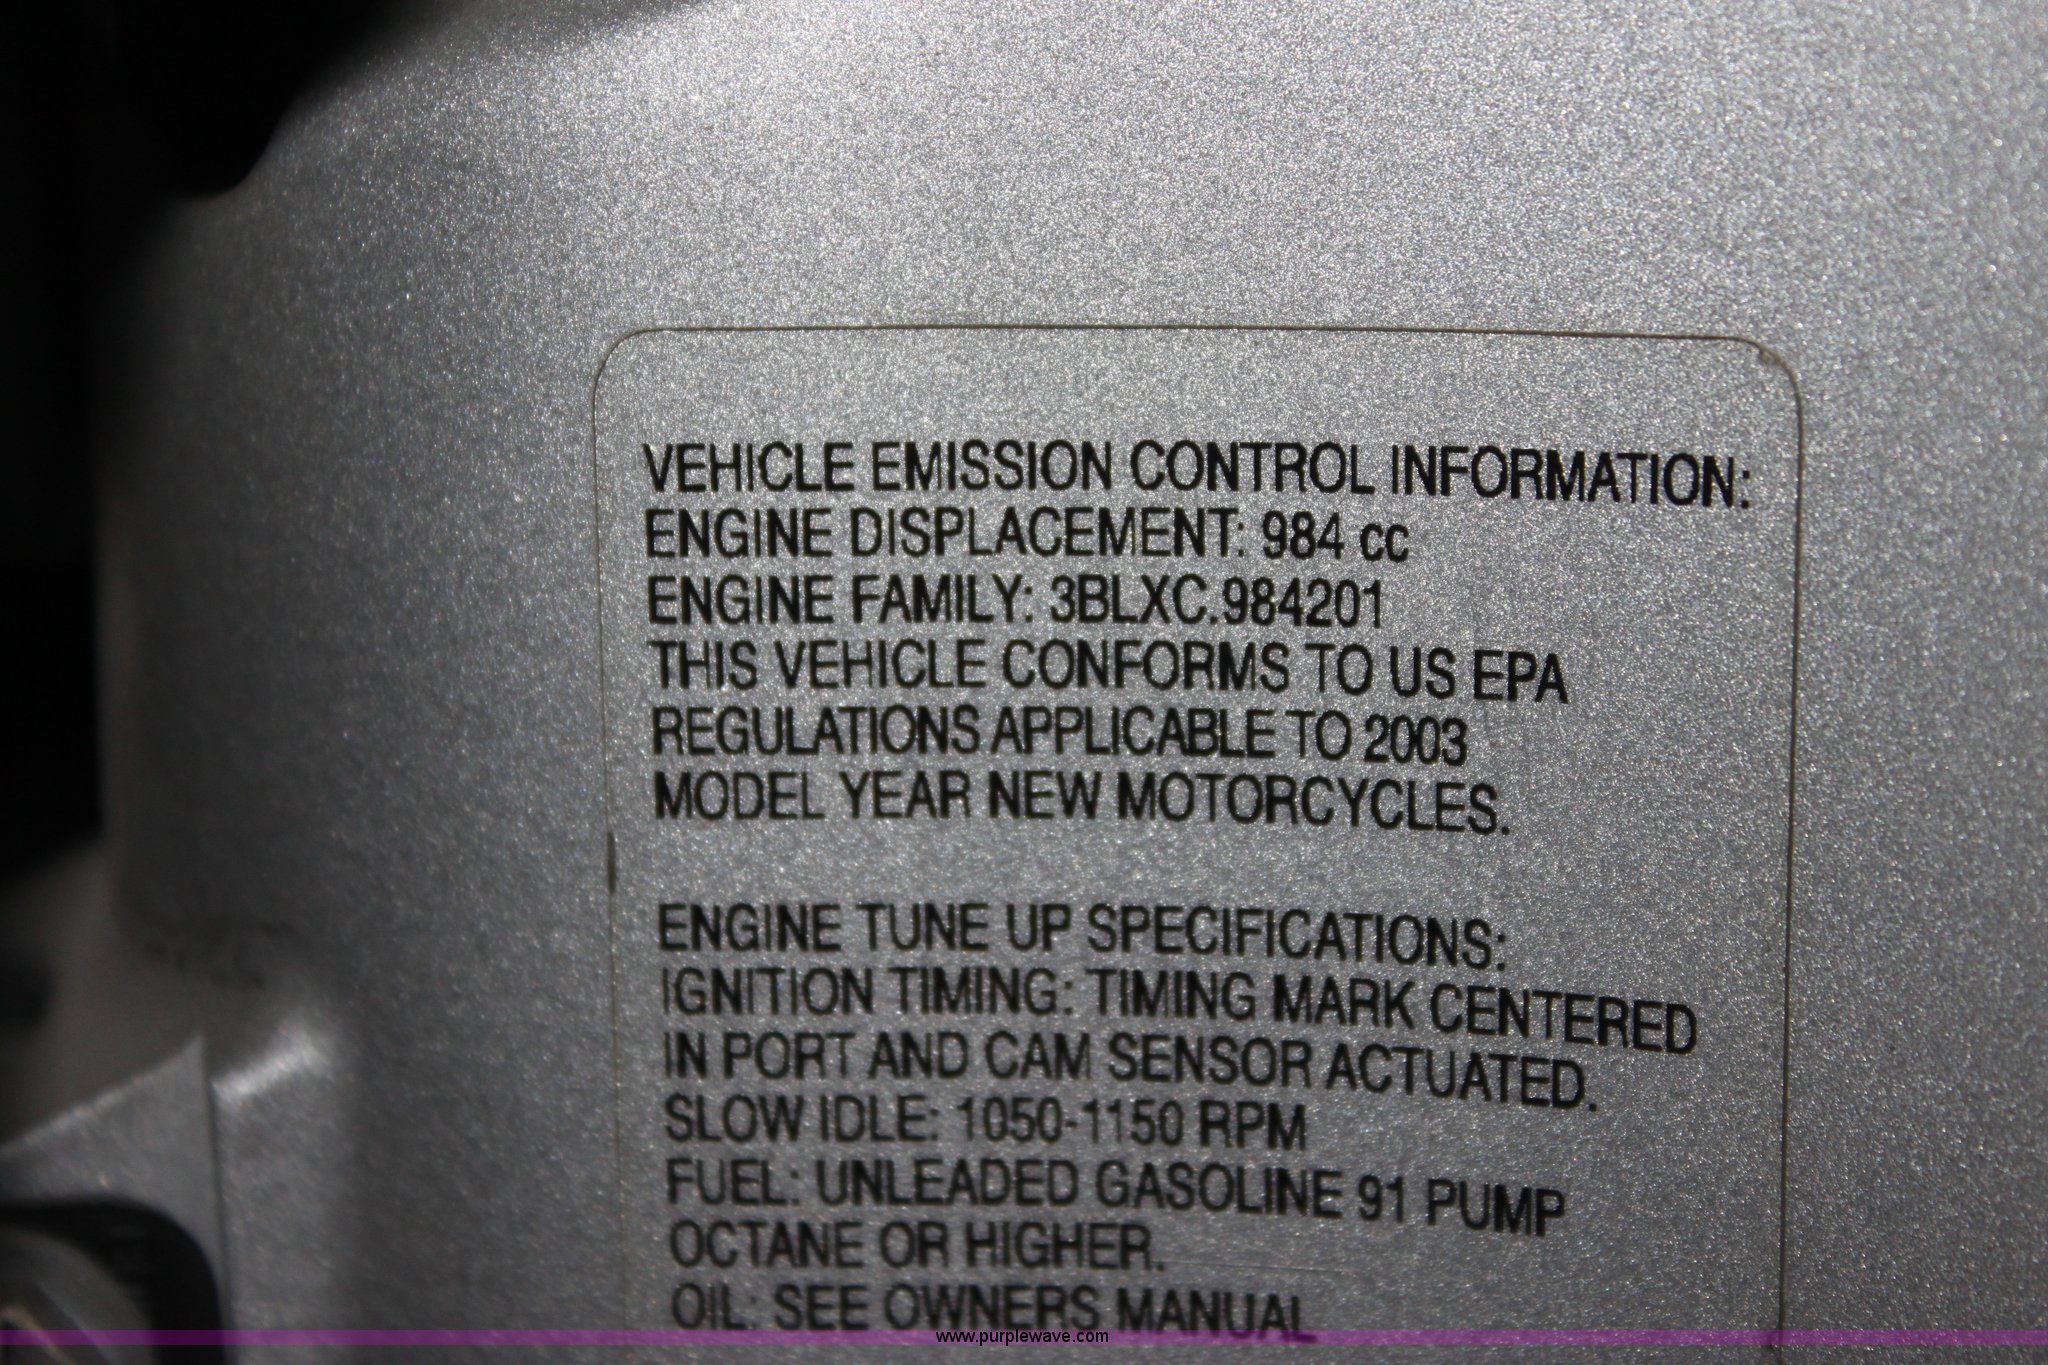 VEHICLE EMISSION CONTROL INFORMATION:
ENGINE DISPLACEMENT: 984 cc
ENGINE FAMILY: 3BLXC.984201
THIS VEHICLE CONFORMS TO US EPA
REGULATIONS APPLICABLE TO 2003
MODEL YEAR NEW MOTORCYCLES.
ENGINE TUNE UP SPECIFICATIONS:
IGNITION TIMING: TIMING MARK CENTERED
IN PORT AND CAM SENSOR ACTUATED.
SLOW IDLE: 1050-1150 RPM
FUEL: UNLEADED GASOLINE 91 PUMP
OCTANE OR HIGHER.
OIL: SEE OWNERS MANUAL
www.purplewave.com